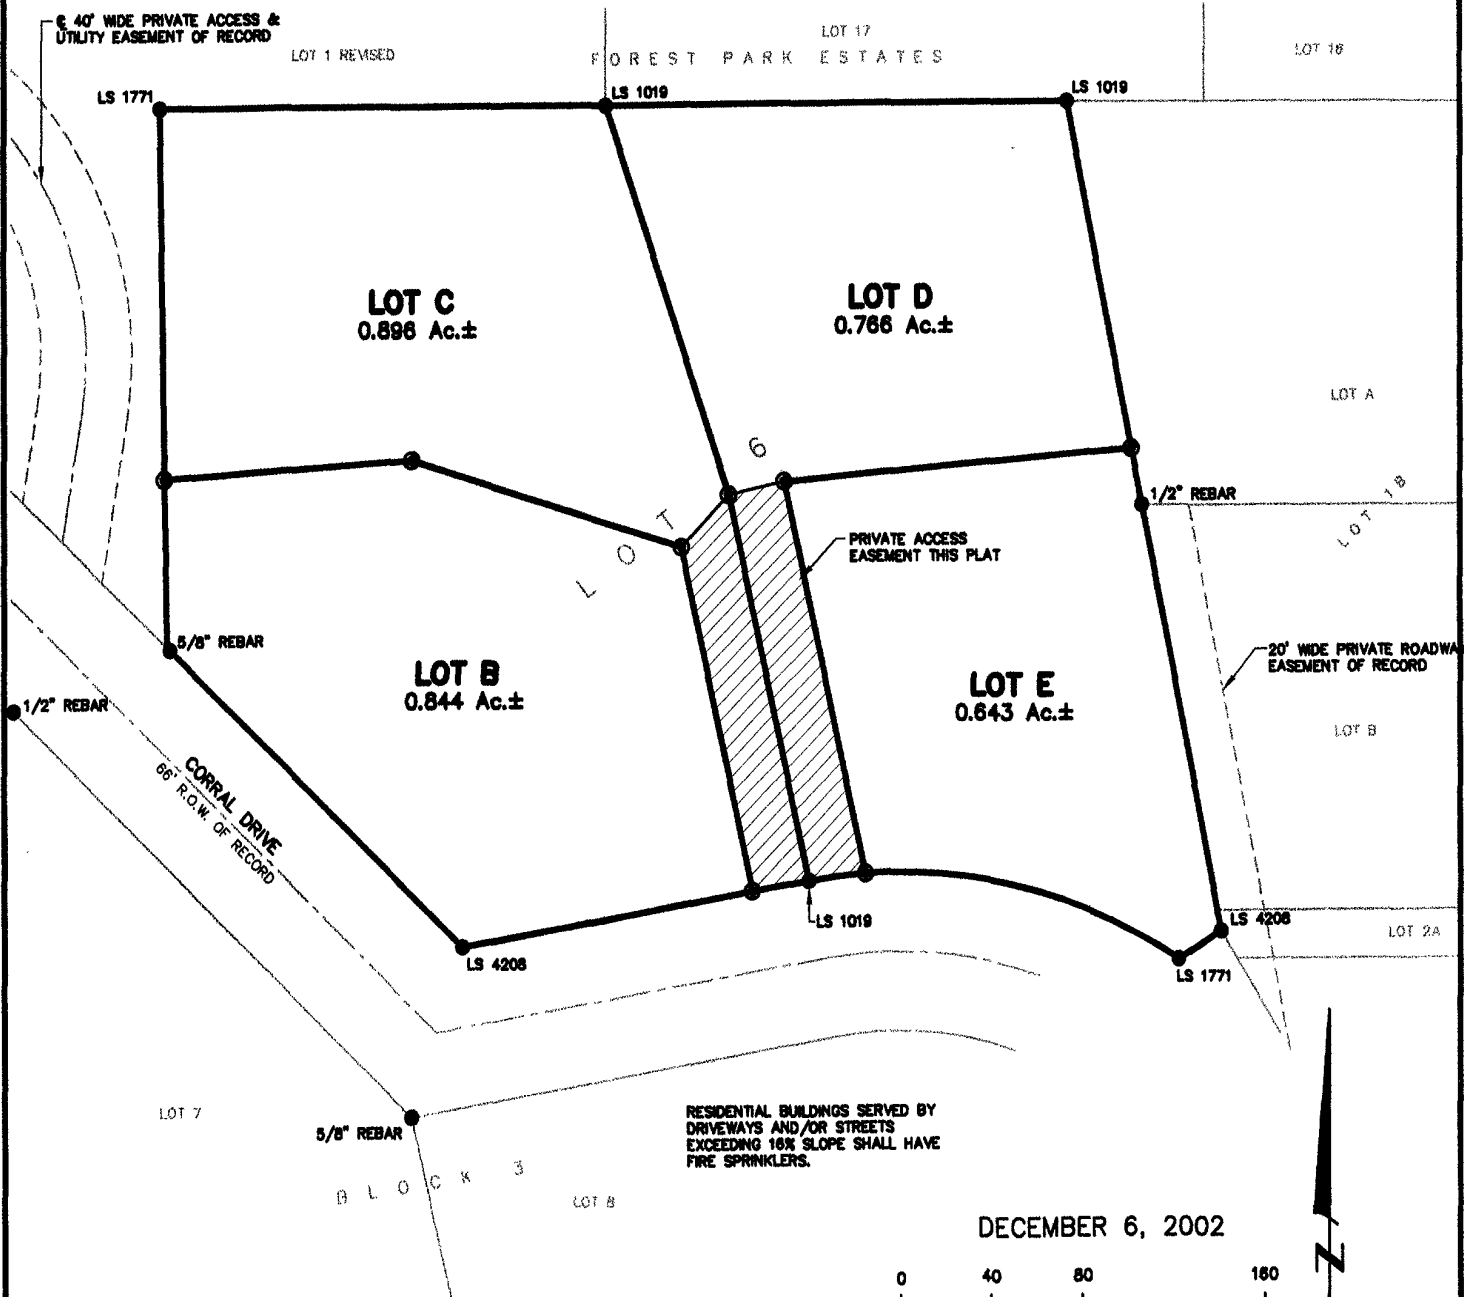 ℄ 40' WIDE PRIVATE ACCESS &
UTILITY EASEMENT OF RECORD
LOT 1 REVISED
LOT 17
FOREST PARK ESTATES
LOT 16
LS 1771
LS 1019
LS 1019
LOT C
0.896 Ac.±
LOT D
0.766 Ac.±
LOT A
LOT 6
1/2" REBAR
LOT 18
PRIVATE ACCESS
EASEMENT THIS PLAT
5/8" REBAR
1/2" REBAR
LOT B
0.844 Ac.±
LOT E
0.643 Ac.±
20' WIDE PRIVATE ROADWA
EASEMENT OF RECORD
LOT B
CORRAL DRIVE
66' R.O.W. OF RECORD
LS 1019
LS 4208
LS 4208
LS 1771
LOT 2A
LOT 7
5/8" REBAR
RESIDENTIAL BUILDINGS SERVED BY
DRIVEWAYS AND/OR STREETS
EXCEEDING 16% SLOPE SHALL HAVE
FIRE SPRINKLERS.
BLOCK 3
LOT 8
DECEMBER 6, 2002
N
0 40 80 160